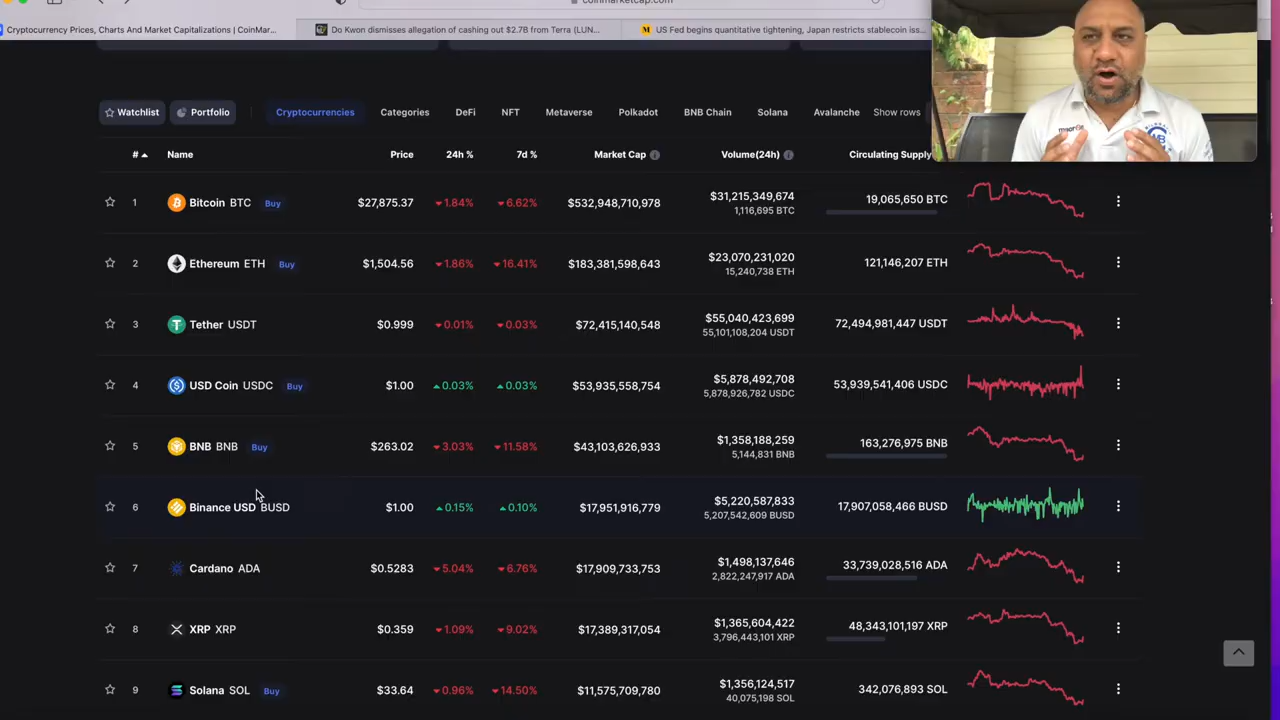 coinmarketcap.com
Cryptocurrency Prices, Charts And Market Capitalizations | CoinMar...
Do Kwon dismisses allegation of cashing out $2.7B from Terra (LUN...
US Fed begins quantitative tightening, Japan restricts stablecoin iss...
Watchlist Portfolio Cryptocurrencies Categories DeFi NFT Metaverse Polkadot BNB Chain Solana Avalanche Show rows
# Name Price 24h % 7d % Market Cap Volume(24h) Circulating Supply
1 Bitcoin BTC Buy $27,875.37 1.84% 6.62% $532,948,710,978 $31,215,349,674 19,065,650 BTC
1,116,695 BTC
2 Ethereum ETH Buy $1,504.56 1.86% 16.41% $183,381,598,643 $23,070,231,020 121,146,207 ETH
15,240,738 ETH
3 Tether USDT $0.999 0.01% 0.03% $72,415,140,548 $55,040,423,699 72,494,981,447 USDT
55,101,108,204 USDT
4 USD Coin USDC Buy $1.00 0.03% 0.03% $53,935,558,754 $5,878,492,708 53,939,541,406 USDC
5,878,926,782 USDC
5 BNB BNB Buy $263.02 3.03% 11.58% $43,103,626,933 $1,358,188,259 163,276,975 BNB
5,144,831 BNB
6 Binance USD BUSD $1.00 0.15% 0.10% $17,951,916,779 $5,220,587,833 17,907,058,466 BUSD
5,207,542,609 BUSD
7 Cardano ADA $0.5283 5.04% 6.76% $17,909,733,753 $1,498,137,646 33,739,028,516 ADA
2,822,247,917 ADA
8 XRP XRP $0.359 1.09% 9.02% $17,389,317,054 $1,365,604,422 48,343,101,197 XRP
3,796,443,101 XRP
9 Solana SOL Buy $33.64 0.96% 14.50% $11,575,709,780 $1,356,124,517 342,076,893 SOL
40,075,198 SOL